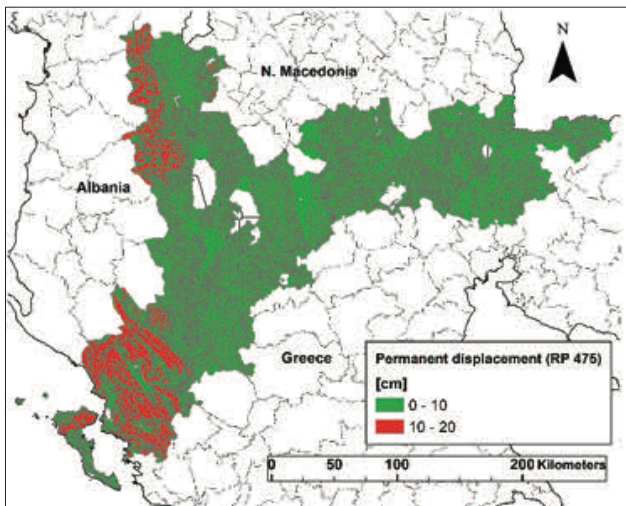 N
N. Macedonia
Albania
Greece
Permanent displacement (RP 475)
[cm]
0 - 10
10 - 20
0 50 100 200 Kilometers